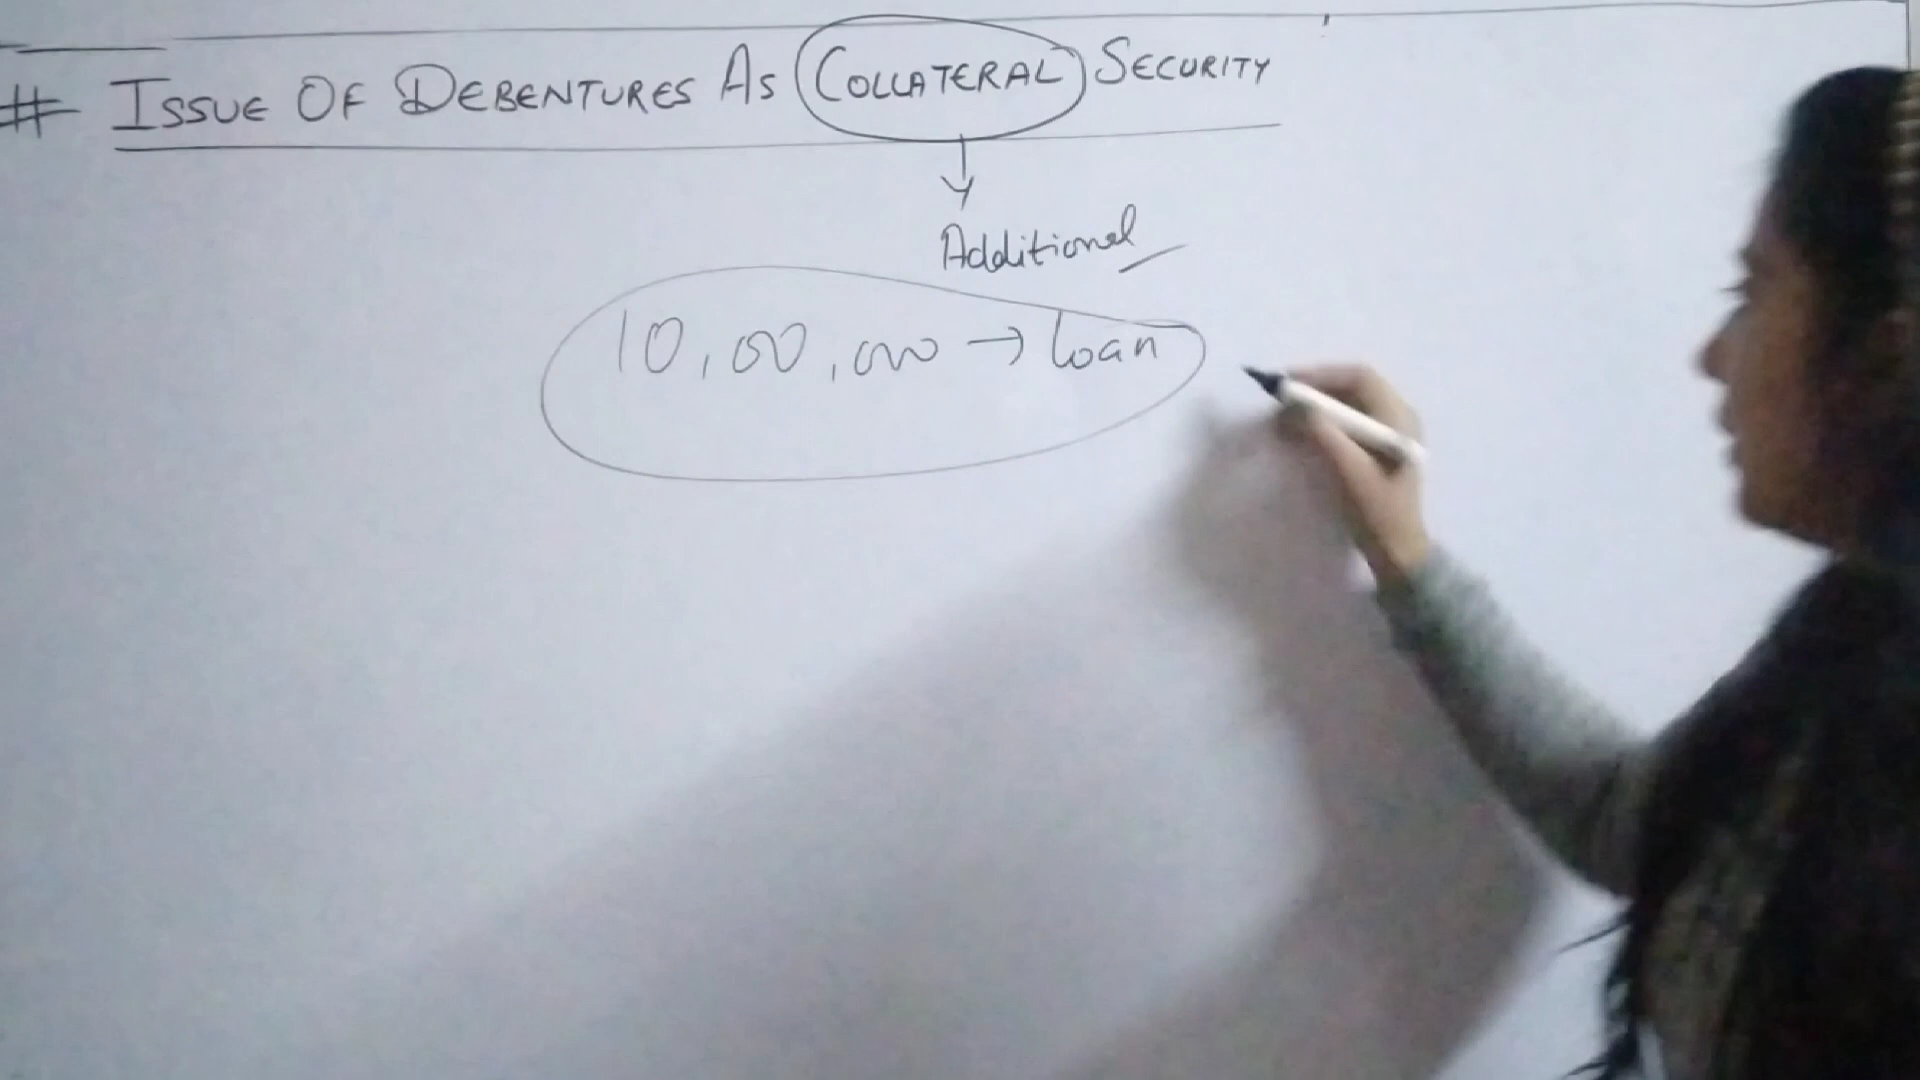 # ISSUE OF DEBENTURES AS COLLATERAL SECURITY
Additional
10,00,000 → loan